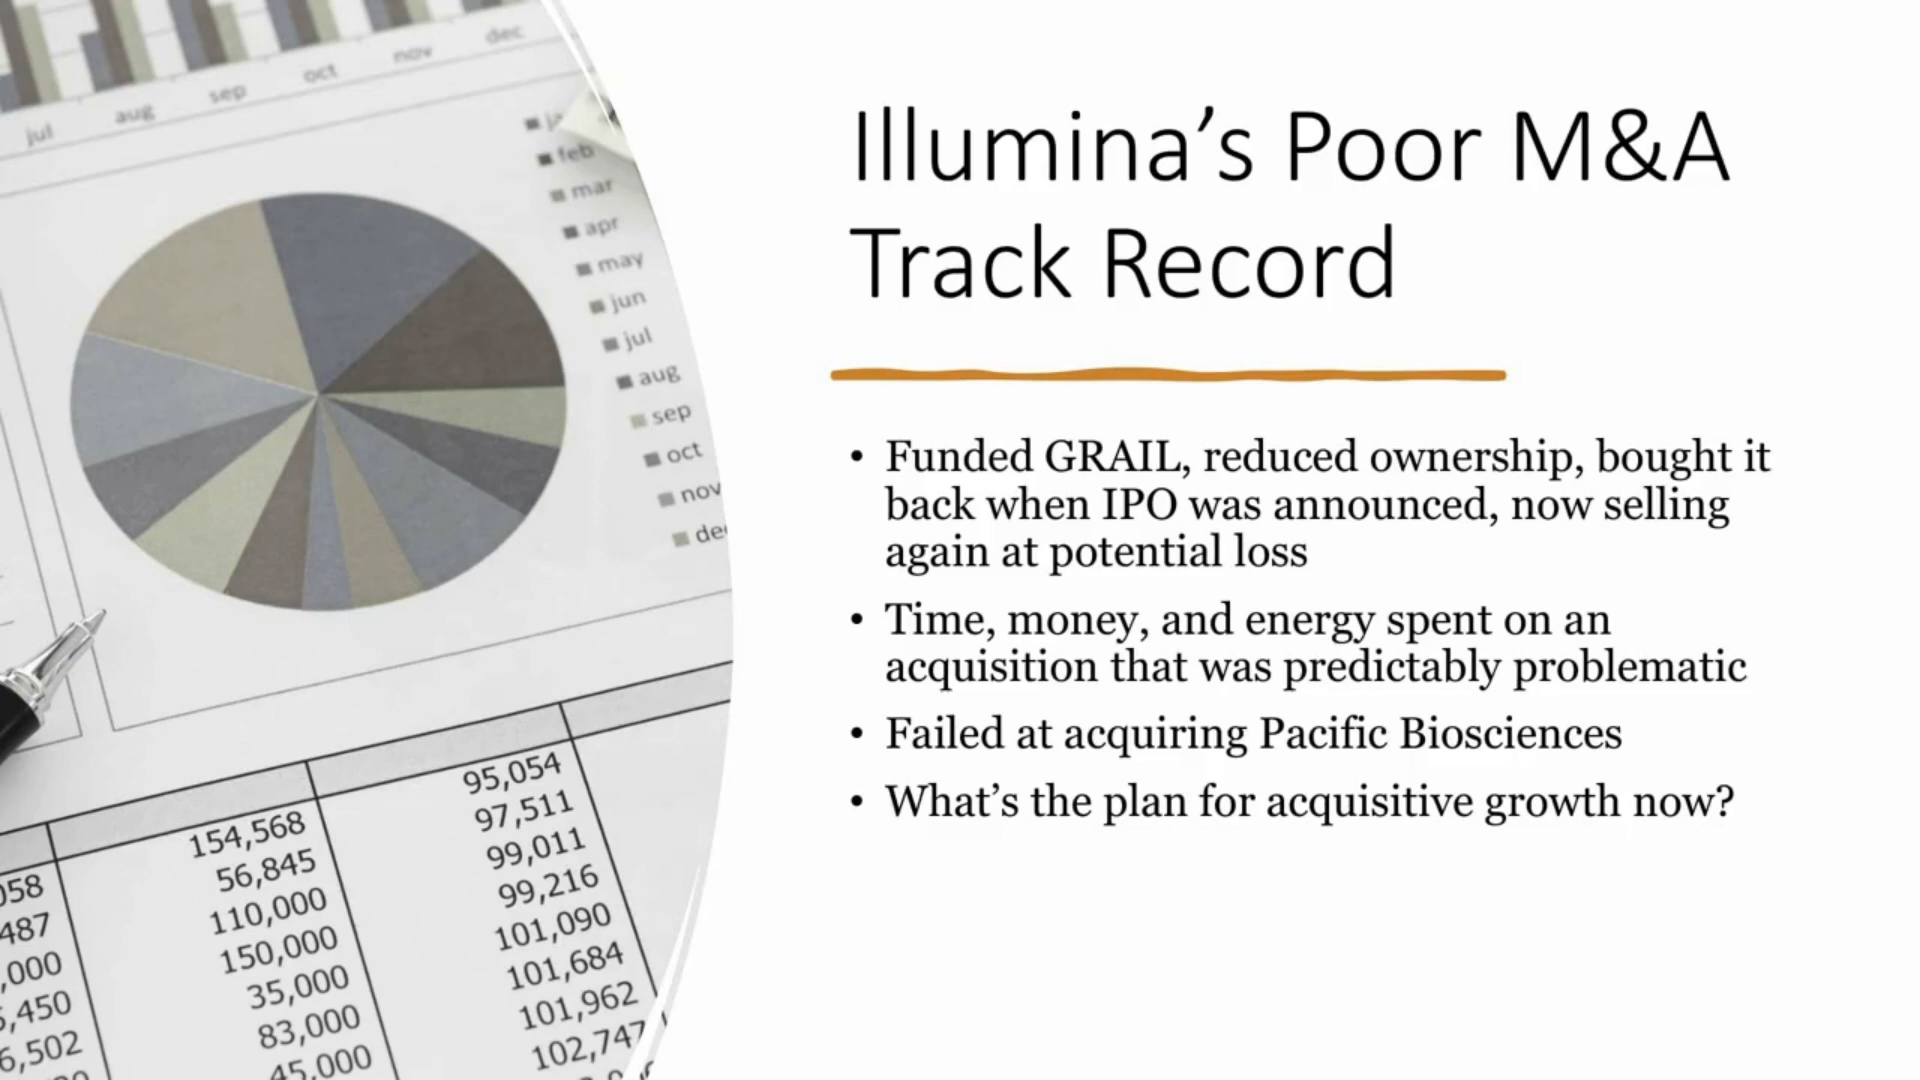 Illumina’s Poor M&A
Track Record
• Funded GRAIL, reduced ownership, bought it
back when IPO was announced, now selling
again at potential loss
• Time, money, and energy spent on an
acquisition that was predictably problematic
• Failed at acquiring Pacific Biosciences
• What’s the plan for acquisitive growth now?
jul aug sep oct nov dec
feb
mar
apr
may
jun
jul
aug
sep
oct
nov
95,054
97,511
99,011
99,216
101,090
101,684
101,962
102,747
154,568
56,845
110,000
150,000
35,000
83,000
45,000